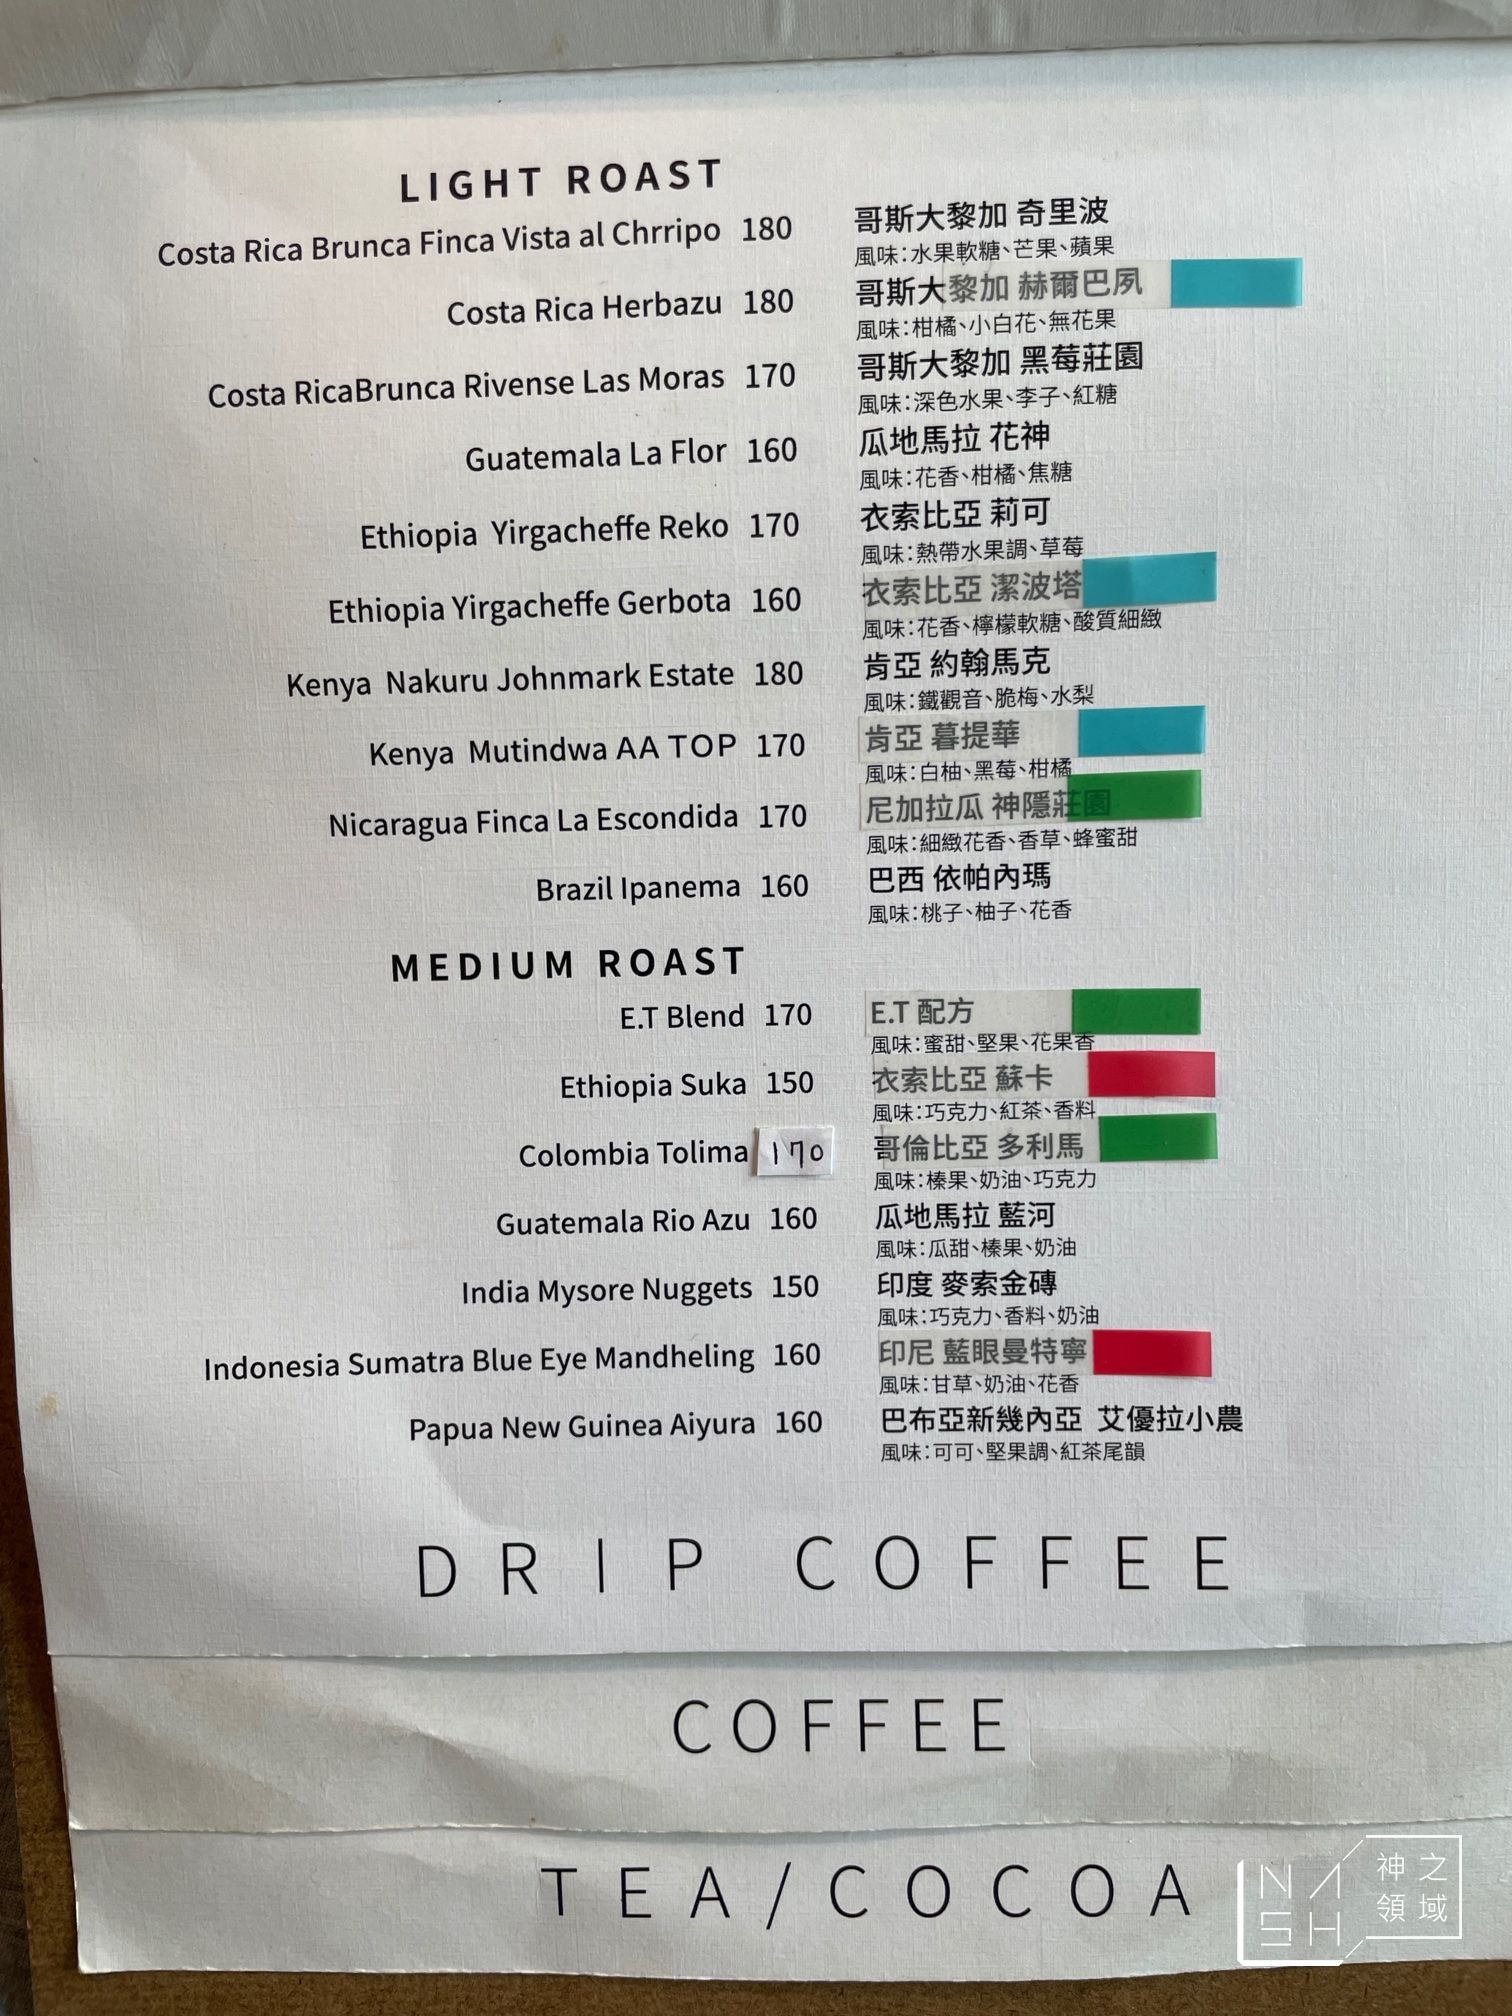 LIGHT ROAST
Costa Rica Brunca Finca Vista al Chrripo 180 哥斯大黎加 奇里波
風味:水果軟糖、芒果、蘋果
Costa Rica Herbazu 180 哥斯大黎加 赫爾巴夙
風味:柑橘、小白花、無花果
Costa RicaBrunca Rivense Las Moras 170 哥斯大黎加 黑莓莊園
風味:深色水果、李子、紅糖
Guatemala La Flor 160 瓜地馬拉 花神
風味:花香、柑橘、焦糖
Ethiopia Yirgacheffe Reko 170 衣索比亞 莉可
風味:熱帶水果調、草莓
Ethiopia Yirgacheffe Gerbota 160 衣索比亞 潔波塔
風味:花香、檸檬軟糖、酸質細緻
Kenya Nakuru Johnmark Estate 180 肯亞 約翰馬克
風味:鐵觀音、脆梅、水梨
Kenya Mutindwa AA TOP 170 肯亞 暮提華
風味:白柚、黑莓、柑橘
Nicaragua Finca La Escondida 170 尼加拉瓜 神隱莊園
風味:細緻花香、香草、蜂蜜甜
Brazil Ipanema 160 巴西 依帕內瑪
風味:桃子、柚子、花香
MEDIUM ROAST
E.T Blend 170 E.T 配方
風味:蜜甜、堅果、花果香
Ethiopia Suka 150 衣索比亞 蘇卡
風味:巧克力、紅茶、香料
Colombia Tolima 170 哥倫比亞 多利馬
風味:榛果、奶油、巧克力
Guatemala Rio Azu 160 瓜地馬拉 藍河
風味:瓜甜、榛果、奶油
India Mysore Nuggets 150 印度 麥索金磚
風味:巧克力、香料、奶油
Indonesia Sumatra Blue Eye Mandheling 160 印尼 藍眼曼特寧
風味:甘草、奶油、花香
Papua New Guinea Aiyura 160 巴布亞新幾內亞 艾優拉小農
風味:可可、堅果調、紅茶尾韻
DRIP COFFEE
COFFEE
TEA/COCOA
NASH 神之領域